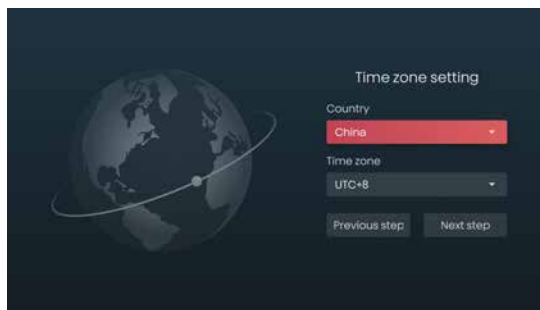 Time zone setting
Country
China
Time zone
UTC+8
Previous step Next step